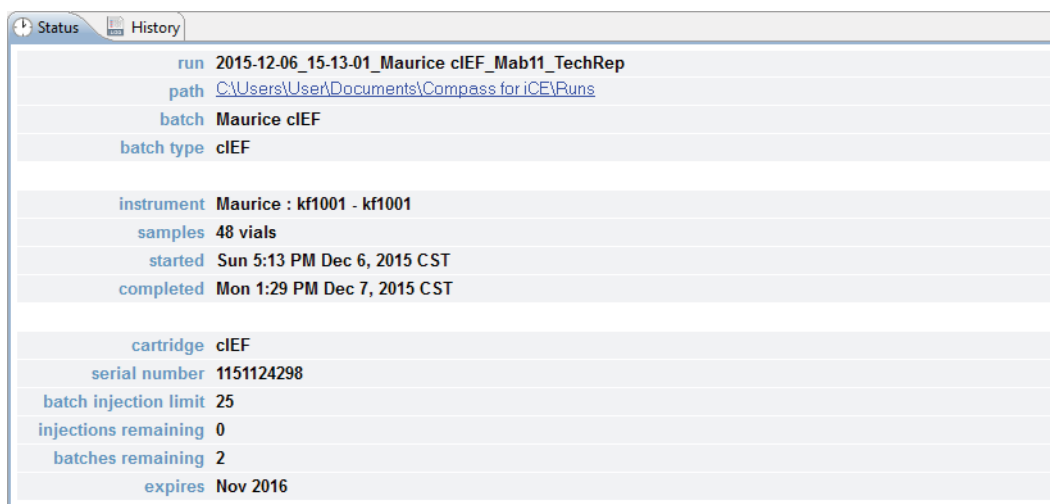 Status History
run 2015-12-06_15-13-01_Maurice cIEF_Mab11_TechRep
path C:\Users\User\Documents\Compass for iCE\Runs
batch Maurice cIEF
batch type cIEF
instrument Maurice : kf1001 - kf1001
samples 48 vials
started Sun 5:13 PM Dec 6, 2015 CST
completed Mon 1:29 PM Dec 7, 2015 CST
cartridge cIEF
serial number 1151124298
batch injection limit 25
injections remaining 0
batches remaining 2
expires Nov 2016